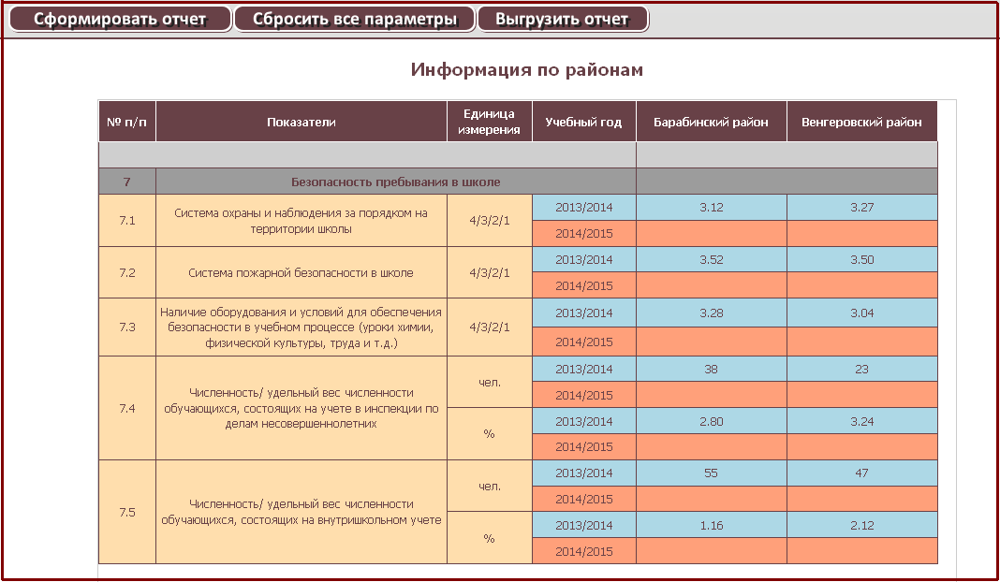 Сформировать отчет Сбросить все параметры Выгрузить отчет
Информация по районам
№ п/п Показатели Единица измерения Учебный год Барабинский район Венгеровский район
7 Безопасность пребывания в школе
7.1 Система охраны и наблюдения за порядком на
территории школы
4/3/2/1
2013/2014 3.12 3.27
2014/2015
7.2 Система пожарной безопасности в школе 4/3/2/1
2013/2014 3.52 3.50
2014/2015
7.3 Наличие оборудования и условий для обеспечения
безопасности в учебном процессе (уроки химии,
физической культуры, труда и т.д.)
4/3/2/1
2013/2014 3.28 3.04
2014/2015
7.4 Численность/ удельный вес численности
обучающихся, состоящих на учете в инспекции по
делам несовершеннолетних
чел.
2013/2014 38 23
2014/2015
%
2013/2014 2.80 3.24
2014/2015
7.5 Численность/ удельный вес численности
обучающихся, состоящих на внутришкольном учете
чел.
2013/2014 55 47
2014/2015
%
2013/2014 1.16 2.12
2014/2015